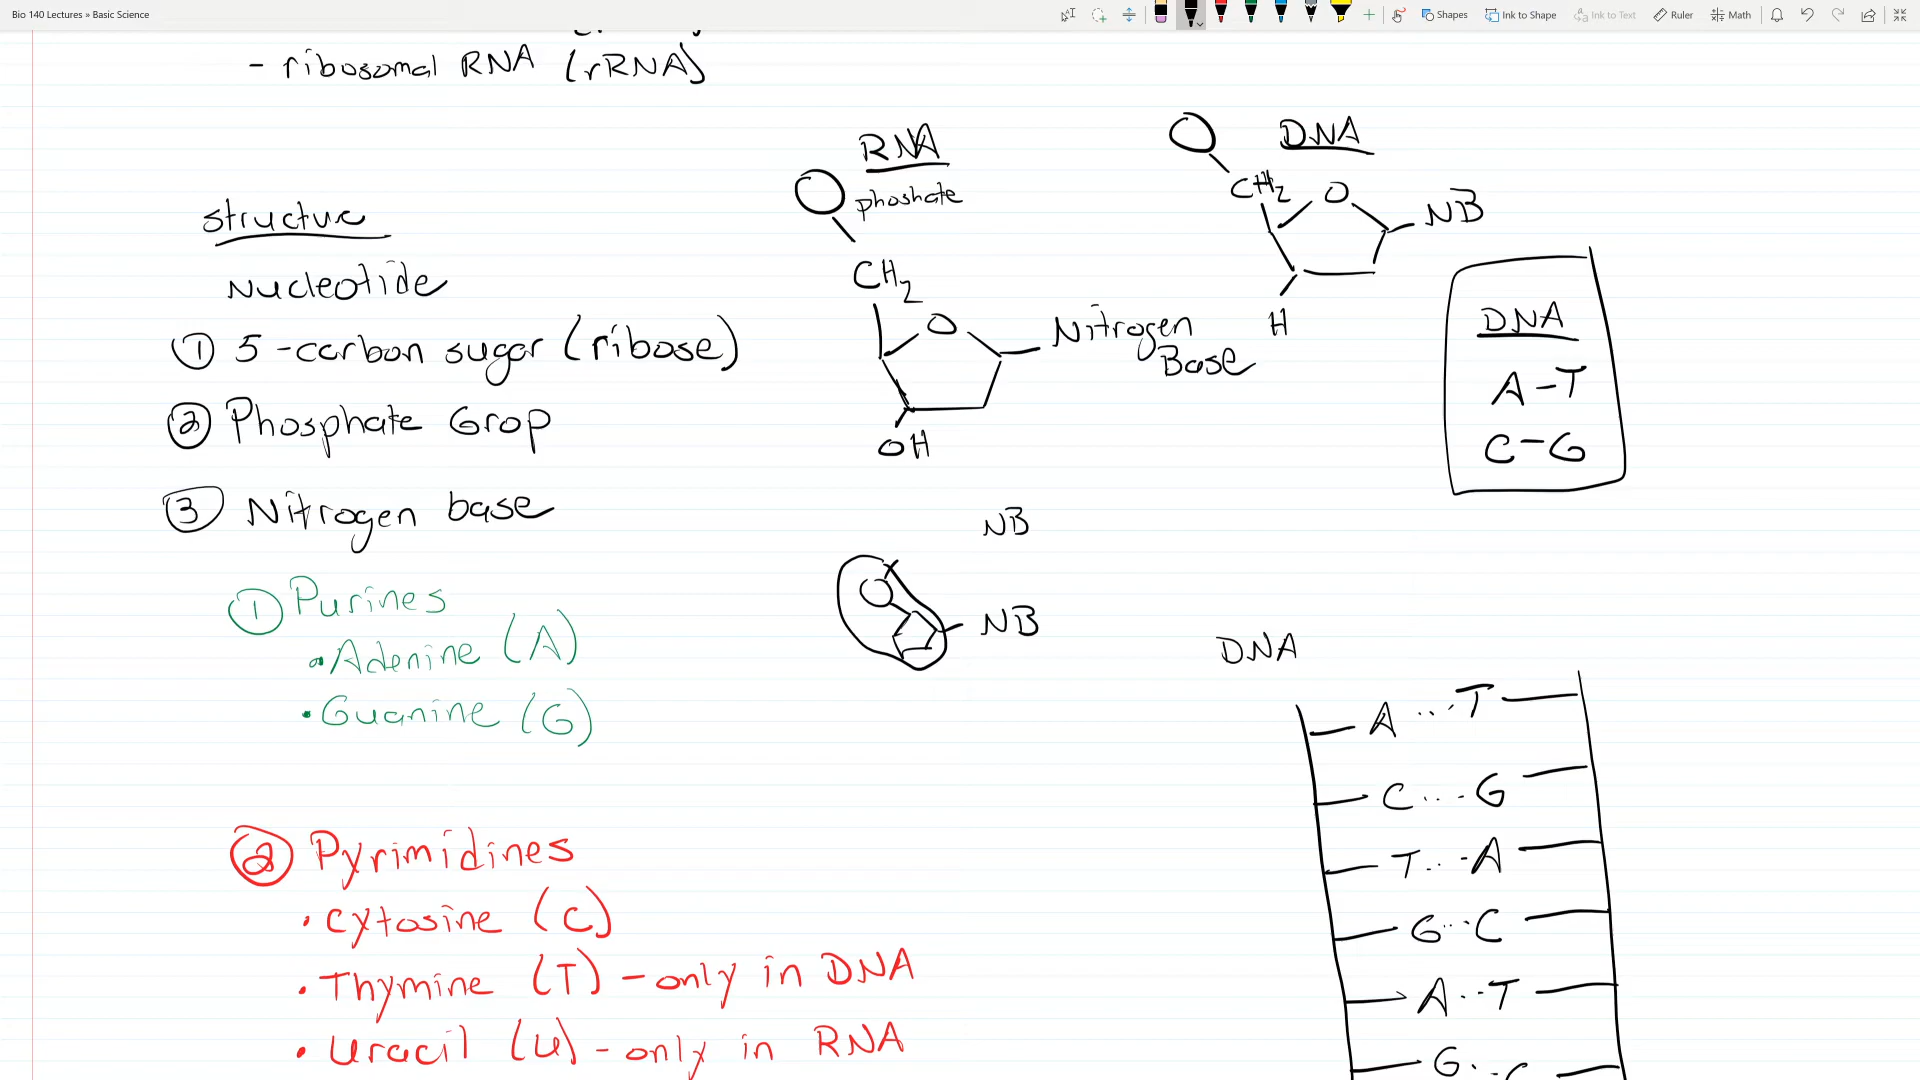 Bio 140 Lectures » Basic Science
Shapes
Ink to Shape
Ink to Text
Ruler
Math
- ribosomal RNA (rRNA)
structue
Nucleotide
① 5-carbon sugar (ribose)
② Phosphate Grop
③ Nitrogen base
① Purines
• Adenine (A)
• Guanine (G)
② Pyrimidines
• Cytosine (C)
• Thymine (T) - only in DNA
• Uracil (U) - only in RNA
RNA
phoshate
CH2
O
Nitrogen
Base
OH
DNA
CH2
O
NB
H
DNA
A-T
C-G
NB
NB
DNA
A...T
C...G
T...A
G...C
A...T
G...C